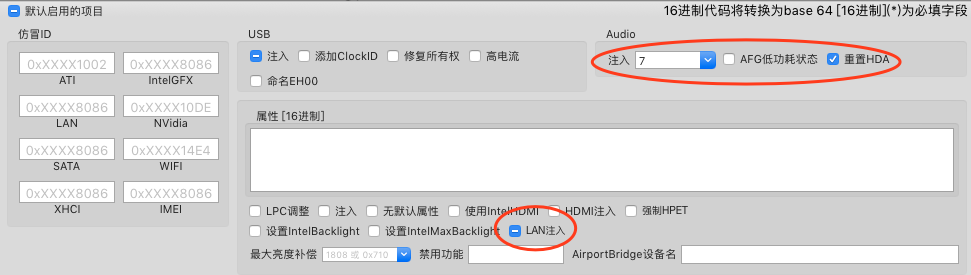 默认启用的项目
16进制代码将转换为base 64 [16进制](*)为必填字段
仿冒ID
0xXXXX1002
0xXXXX8086
ATI
IntelGFX
0xXXXX8086
0xXXXX10DE
LAN
NVidia
0xXXXX8086
0xXXXX14E4
SATA
WIFI
0xXXXX8086
0xXXXX8086
XHCI
IMEI
USB
注入
添加ClockID
修复所有权
高电流
命名EH00
Audio
注入 7
AFG低功耗状态
重置HDA
属性 [16进制]
LPC调整
注入
无默认属性
使用IntelHDMI
HDMI注入
强制HPET
设置IntelBacklight
设置IntelMaxBacklight
LAN注入
最大亮度补偿 1808 或 0x710
禁用功能
AirportBridge设备名